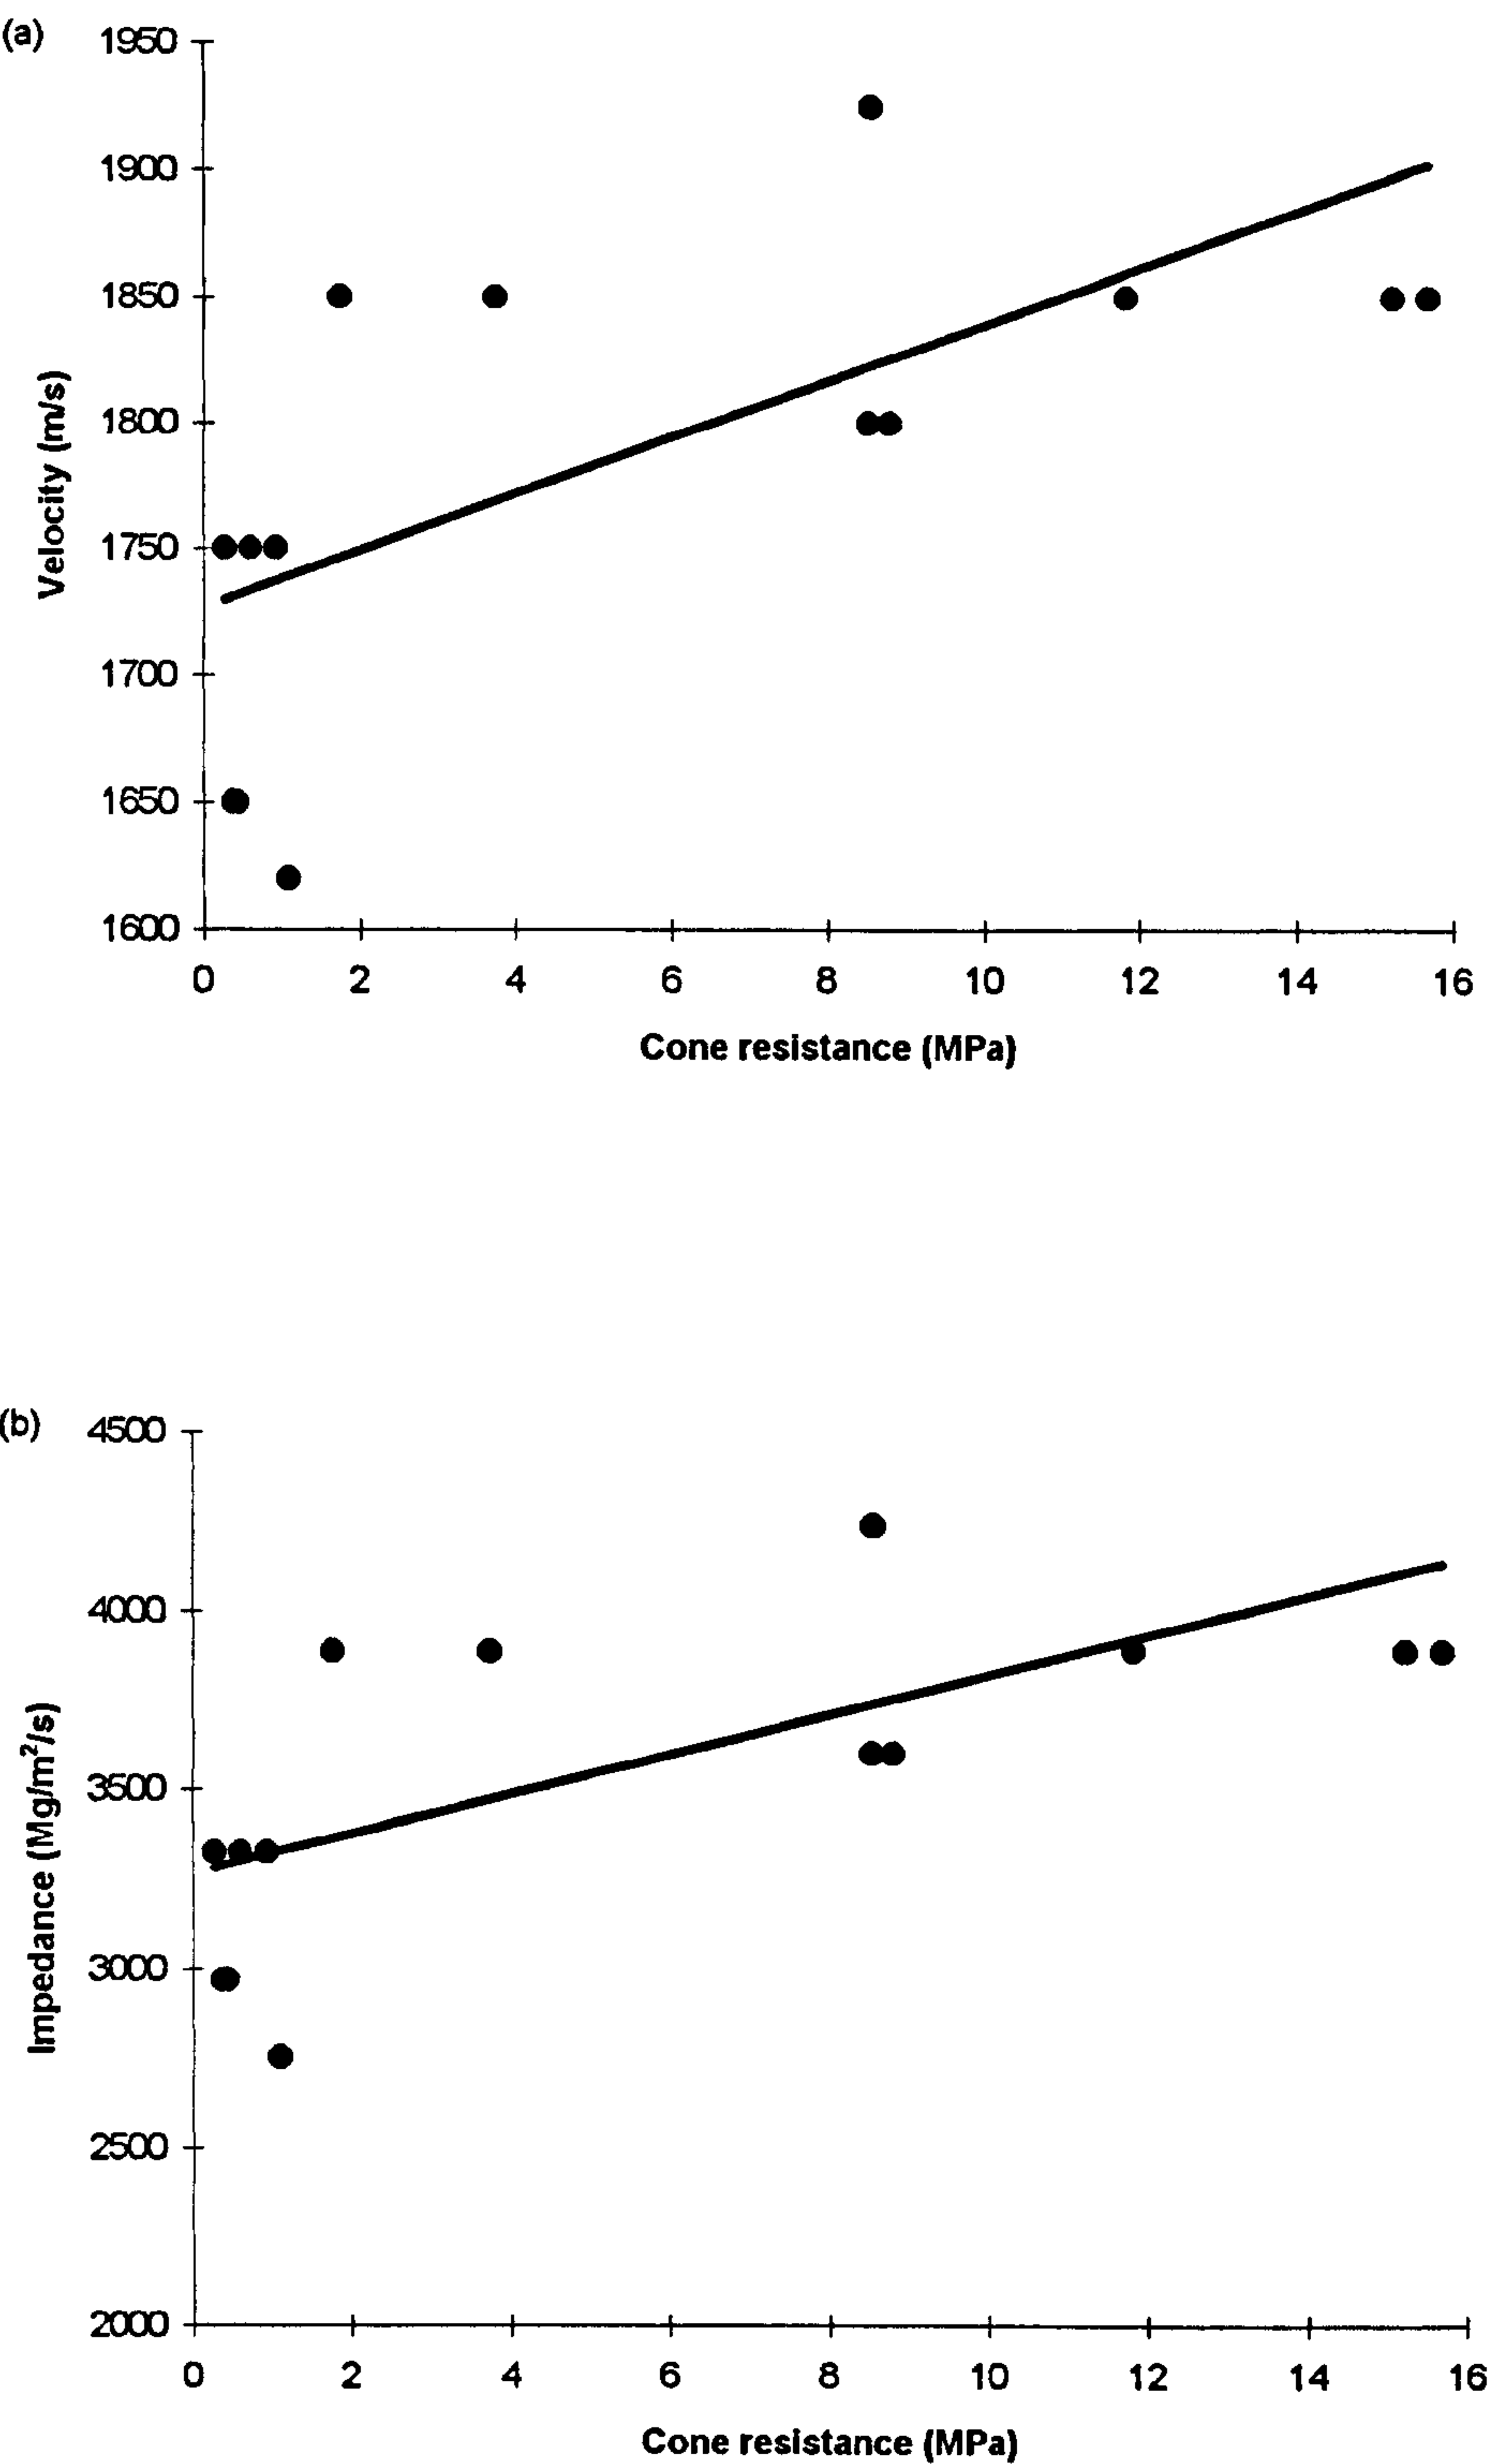 (a)
1950
1900
1850
1800
1750
1700
1650
1600
Velocity (m/s)
0 2 4 6 8 10 12 14 16
Cone resistance (MPa)
(b)
4500
4000
3500
3000
2500
2000
Impedance (Mg/m²/s)
0 2 4 6 8 10 12 14 16
Cone resistance (MPa)